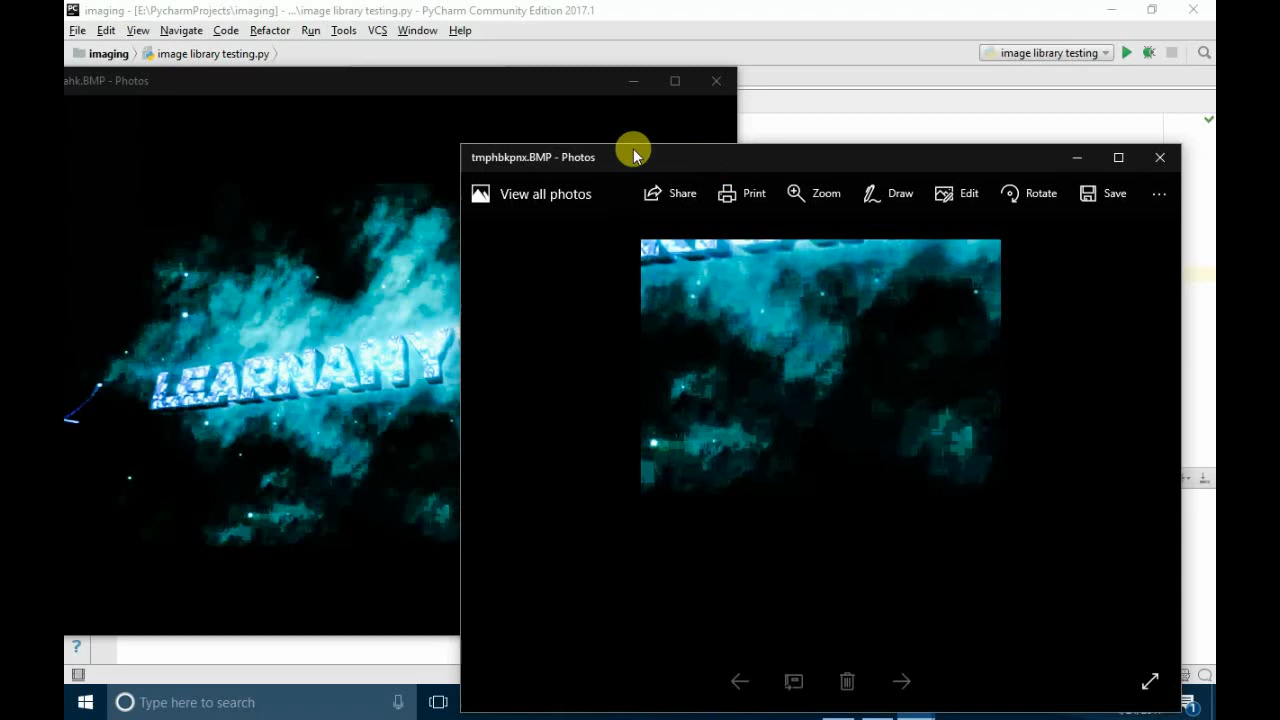 imaging - [E:\PycharmProjects\imaging] - ...\image library testing.py - PyCharm Community Edition 2017.1
File Edit View Navigate Code Refactor Run Tools VCS Window Help
imaging image library testing.py image library testing
ahk.BMP - Photos
tmphbkpnx.BMP - Photos
View all photos Share Print Zoom Draw Edit Rotate Save ...
LEARNANY
?
Type here to search
1